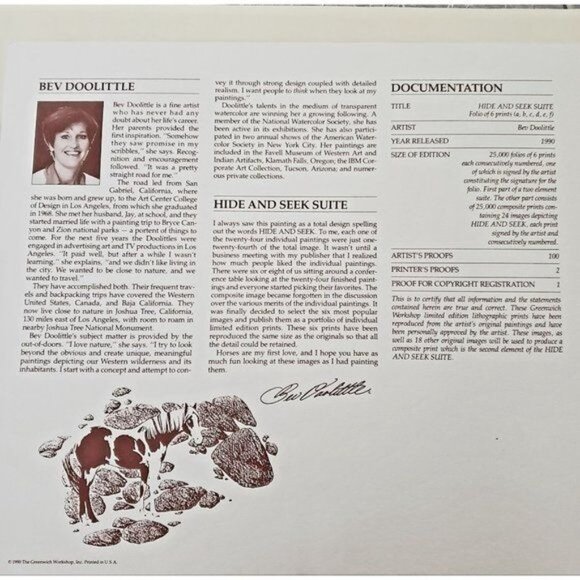 BEV DOOLITTLE
Bev Doolittle is a fine artist
who has never had any
doubt about her life's career.
Her parents provided the
first inspiration. "Somehow
they saw promise in my
scribbles," she says. Recogni-
tion and encouragement
followed. "It was a pretty
straight road for me."
The road led from San
Gabriel, California, where
she was born and grew up, to the Art Center College
of Design in Los Angeles, from which she graduated in
1968. She met her husband, Jay, at school, and they
started married life with a painting trip to Bryce Can-
yon and Zion national parks — a portent of things to
come. For the next five years the Doolittles were
engaged in advertising art and TV productions in Los
Angeles. "It paid well, but after a while I wasn't
learning," she explains, "and we didn't like living in
the city. We wanted to be close to nature, and we
wanted to travel."
They have accomplished both. Their frequent trav-
els and backpacking trips have covered the Western
United States, Canada, and Baja California. They
now live close to nature in Joshua Tree, California,
130 miles east of Los Angeles, with room to roam in
nearby Joshua Tree National Monument.
Bev Doolittle's subject matter is provided by the
out-of-doors. "I love nature," she says. "I try to look
beyond the obvious and create unique, meaningful
paintings depicting our Western wilderness and its
inhabitants. I start with a concept and attempt to con-
vey it through strong design coupled with detailed
realism. I want people to think when they look at my
paintings."
Doolittle's talents in the medium of transparent
watercolor are winning her a growing following. A
member of the National Watercolor Society, she has
been active in its exhibitions. She has also partici-
pated in two annual shows of the American Water-
color Society in New York City. Her paintings are
included in the Favell Museum of Western Art and
Indian Artifacts, Klamath Falls, Oregon; the IBM Cor-
porate Art Collection, Tucson, Arizona; and numer-
ous private collections.
HIDE AND SEEK SUITE
I always saw this painting as a total design spelling
out the words HIDE AND SEEK. To me, each one of
the twenty-four individual paintings were just one-
twenty-fourth of the total image. It wasn't until a
business meeting with my publisher that I realized
how much people liked the individual paintings.
There were six or eight of us sitting around a confer-
ence table looking at the twenty four finished paint-
ings and everyone started picking their favorites. The
composite image became forgotten in the discussion
over the various merits of the individual paintings. It
was finally decided to select the six most popular
images and publish them as a portfolio of individual
limited edition prints. These six prints have been
reproduced the same size as the originals so that all
the detail could be retained.
Horses are my first love, and I hope you have as
much fun looking at these images as I had painting
them.
Bev Doolittle
DOCUMENTATION
TITLE HIDE AND SEEK SUITE
Folio of 6 prints (a, b, c, d, e, f)
ARTIST Bev Doolittle
YEAR RELEASED 1990
SIZE OF EDITION 25,000 folios of 6 prints
each consecutively numbered, one
of which is signed by the artist
constituting the signature for the
folio. First part of a two element
suite. The other part consists
of 25,000 composite prints con-
taining 24 images depicting
HIDE AND SEEK, each print
signed by the artist and
consecutively numbered.
ARTIST'S PROOFS 100
PRINTER'S PROOFS 2
PROOF FOR COPYRIGHT REGISTRATION 1
This is to certify that all information and the statements
contained herein are true and correct. These Greenwich
Workshop limited edition lithographic prints have been
reproduced from the artist's original paintings and have
been personally approved by the artist. These images, as
well as 18 other original images will be used to produce a
composite print which is the second element of the HIDE
AND SEEK SUITE.
© 1990 The Greenwich Workshop, Inc. Printed in U.S.A.